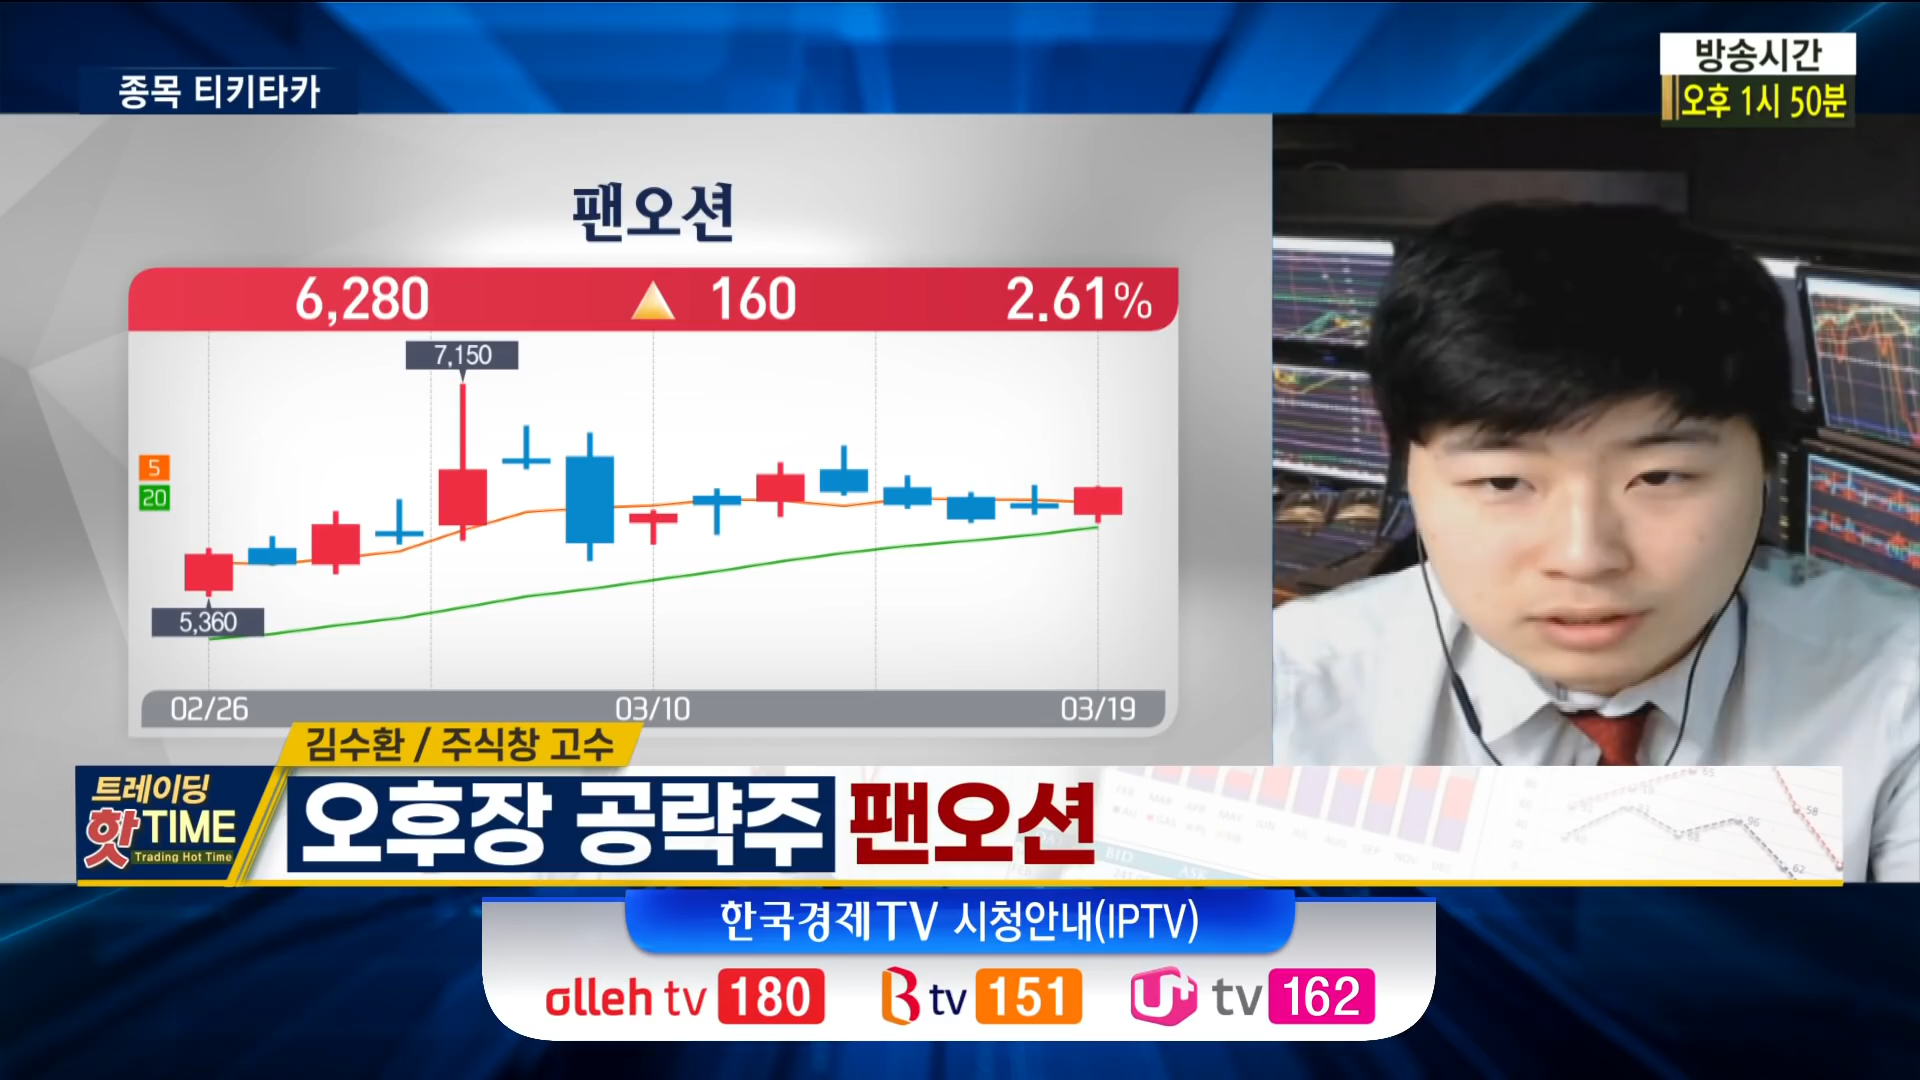 종목 티키타카
방송시간
오후 1시 50분
팬오션
6,280 ▲ 160 2.61%
7,150
5
20
5,360
02/26 03/10 03/19
김수환 / 주식창 고수
트레이딩
핫TIME
Trading Hot Time
오후장 공략주 팬오션
한국경제TV 시청안내(IPTV)
olleh tv 180 B tv 151 U+ tv 162